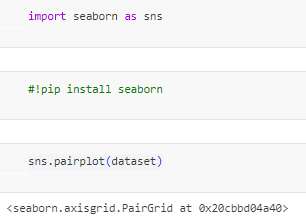 import seaborn as sns
#!pip install seaborn
sns.pairplot(dataset)
<seaborn.axisgrid.PairGrid at 0x20cbbd04a40>